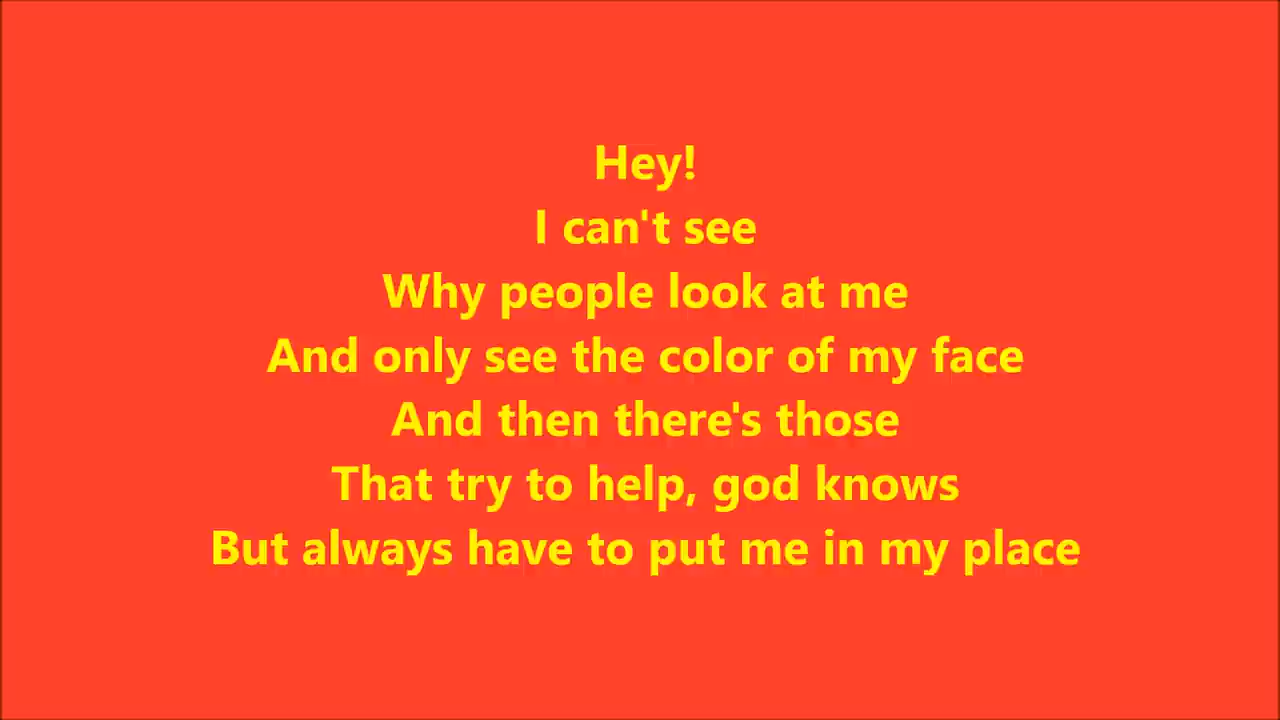 Hey!
I can't see
Why people look at me
And only see the color of my face
And then there's those
That try to help, god knows
But always have to put me in my place